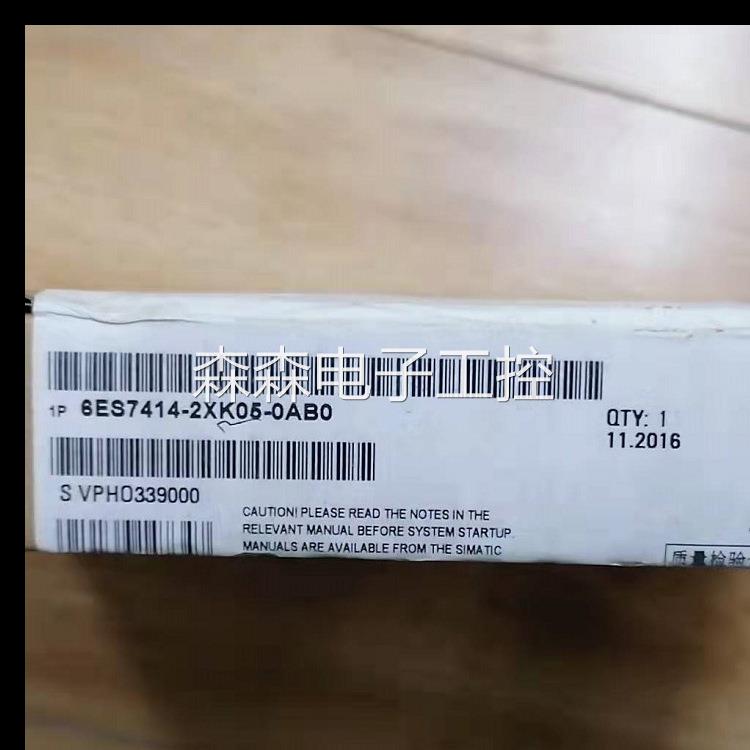 森森电子工控
1P 6ES7414-2XK05-0AB0
QTY: 1
11.2016
S VPHO339000
CAUTION! PLEASE READ THE NOTES IN THE
RELEVANT MANUAL BEFORE SYSTEM STARTUP.
MANUALS ARE AVAILABLE FROM THE SIMATIC
质量检验